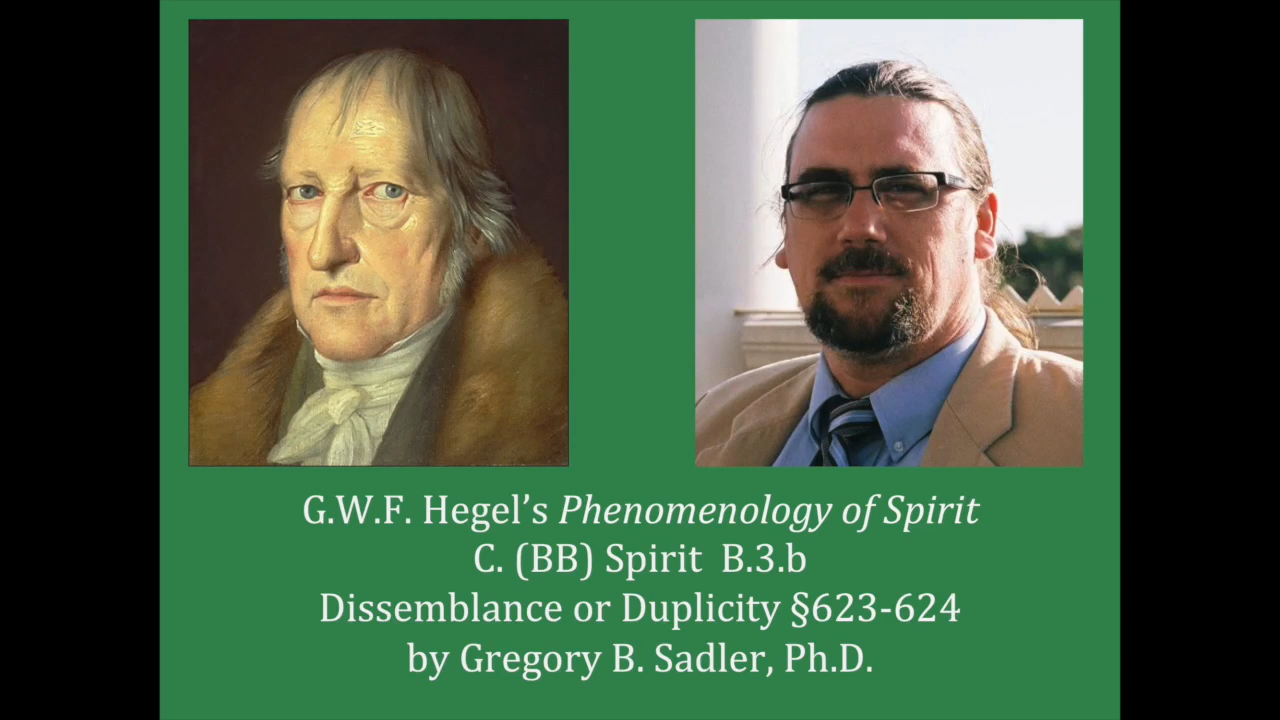 G.W.F. Hegel’s Phenomenology of Spirit
C. (BB) Spirit B.3.b
Dissemblance or Duplicity §623-624
by Gregory B. Sadler, Ph.D.